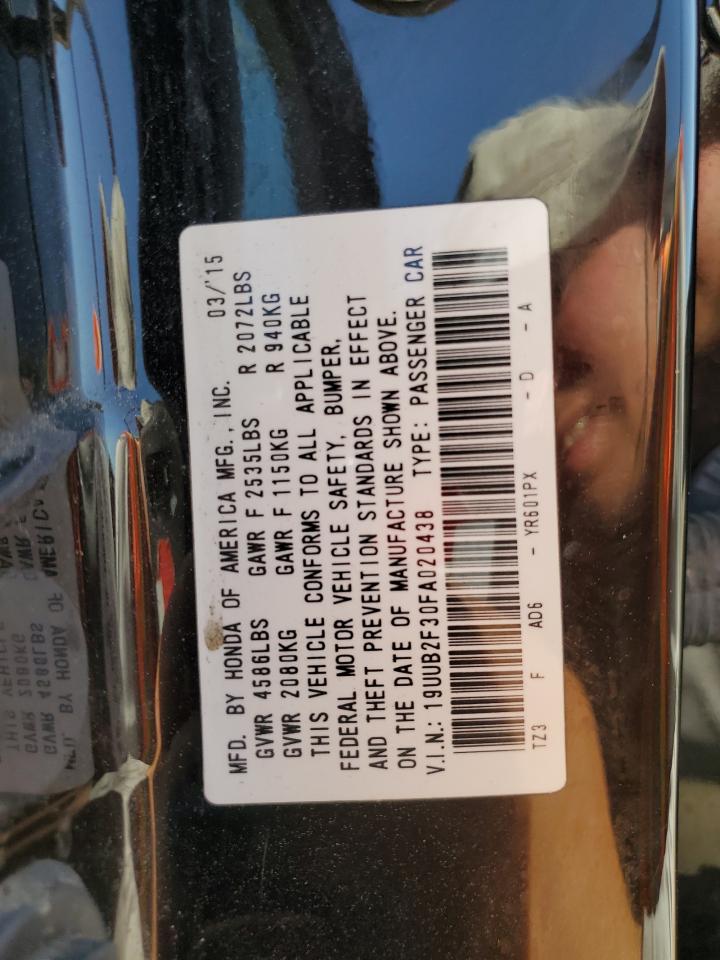 MFD. BY HONDA OF AMERICA MFG., INC. 03/'15
GVWR 4586LBS GAWR F 2535LBS R 2072LBS
GVWR 2080KG GAWR F 1150KG R 940KG
THIS VEHICLE CONFORMS TO ALL APPLICABLE
FEDERAL MOTOR VEHICLE SAFETY, BUMPER,
AND THEFT PREVENTION STANDARDS IN EFFECT
ON THE DATE OF MANUFACTURE SHOWN ABOVE.
V.I.N.: 19UUB2F30FA020438 TYPE: PASSENGER CAR
TZ3 F AD6 - YR601PX - D - A